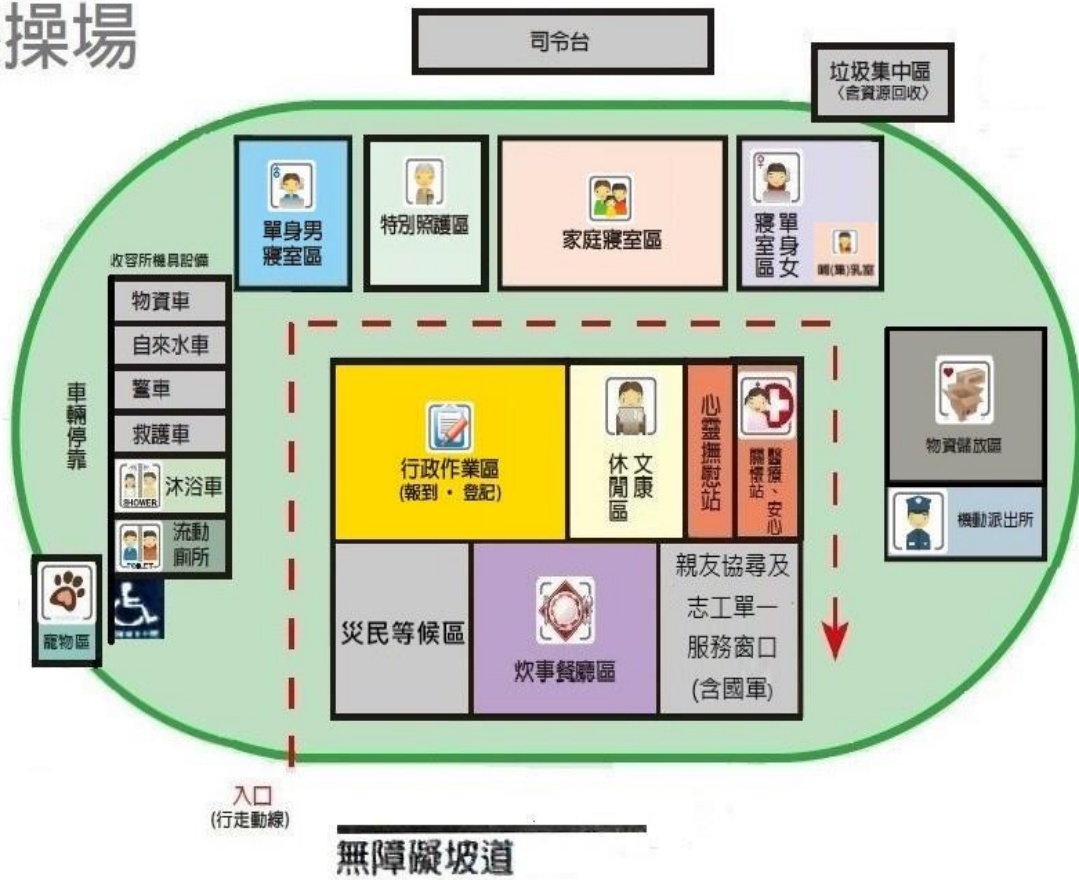 操場
司令台
垃圾集中區
〈含資源回收〉
單身男
寢室區
特別照護區
家庭寢室區
單身女
寢室區
哺(集)乳室
收容所機具設備
物資車
自來水車
警車
救護車
SHOWER
沐浴車
TOILET
流動
廁所
車輛停靠
寵物區
行政作業區
(報到・登記)
文康
休閒區
心靈撫慰站
醫療、安心
關懷站
災民等候區
炊事餐廳區
親友協尋及
志工單一
服務窗口
(含國軍)
物資儲放區
機動派出所
入口
(行走動線)
無障礙坡道